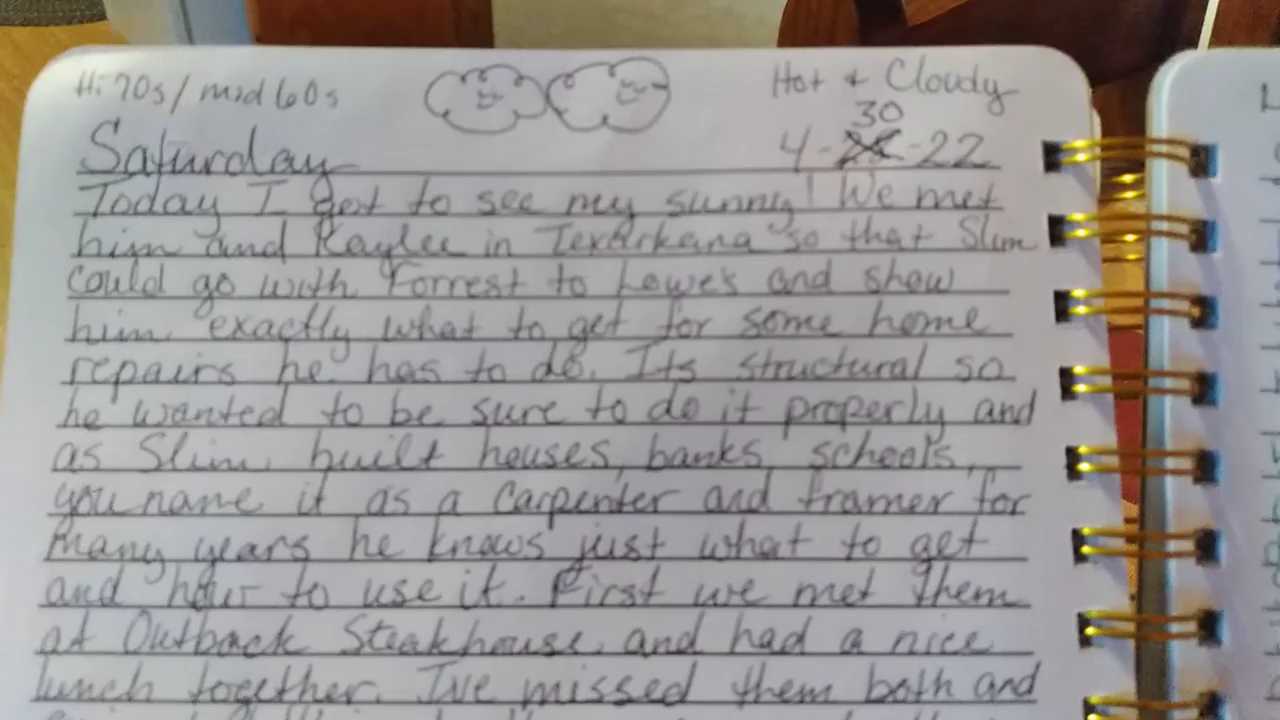 Hi 70s / mid 60s
Hot + Cloudy
30
Saturday 4- -22
Today I get to see my sunny! We met
him and Kaylee in Texarkana so that Slim
could go with Forrest to Lowe's and show
him exactly what to get for some home
repairs he has to do. Its structural so
he wanted to be sure to do it properly and
as Slim built houses, banks, schools,
you name it as a carpenter and framer for
many years he knows just what to get
and how to use it. First we met them
at Outback Steakhouse and had a nice
lunch together. I've missed them both and